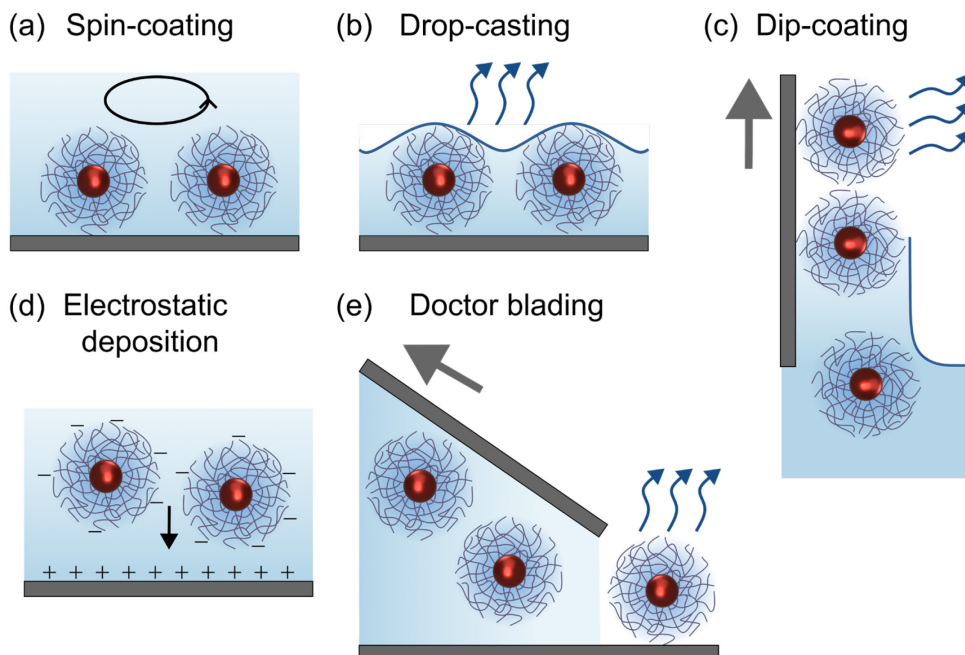 (a) Spin-coating
(b) Drop-casting
(c) Dip-coating
(d) Electrostatic
deposition
− − − − − − − − − −
+ + + + + + + + + +
(e) Doctor blading